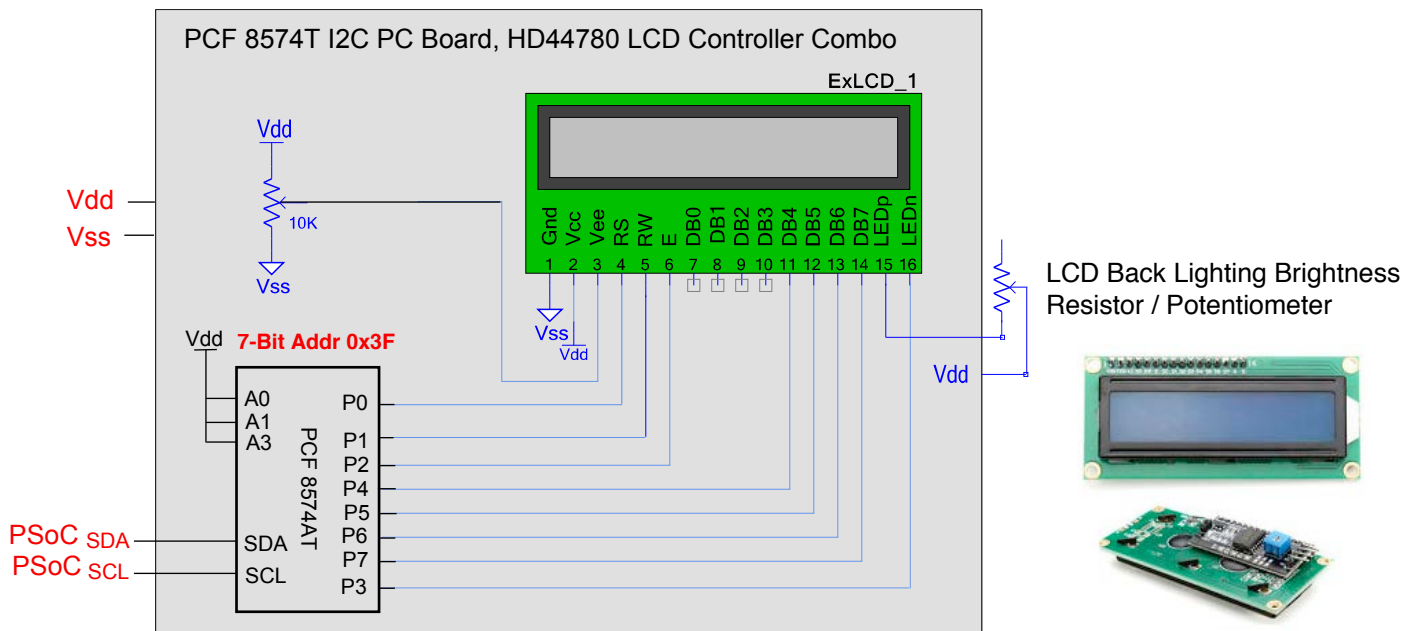 PCF 8574T I2C PC Board, HD44780 LCD Controller Combo
ExLCD_1
Vdd
10K
Vss
Vdd
Vss
Gnd Vcc Vee RS RW E DB0 DB1 DB2 DB3 DB4 DB5 DB6 DB7 LEDp LEDn
1 2 3 4 5 6 7 8 9 10 11 12 13 14 15 16
Vss
Vdd
LCD Back Lighting Brightness
Resistor / Potentiometer
Vdd
Vdd
7-Bit Addr 0x3F
A0
A1
A3
PCF 8574AT
SDA
SCL
P0
P1
P2
P4
P5
P6
P7
P3
PSoC SDA
PSoC SCL